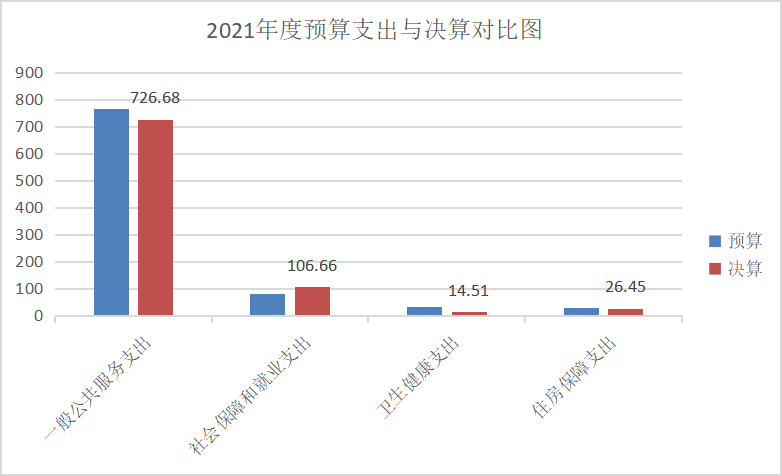 2021年度预算支出与决算对比图
900
800
700
600
500
400
300
200
100
0
726.68
106.66
14.51
26.45
一般公共服务支出
社会保障和就业支出
卫生健康支出
住房保障支出
预算
决算